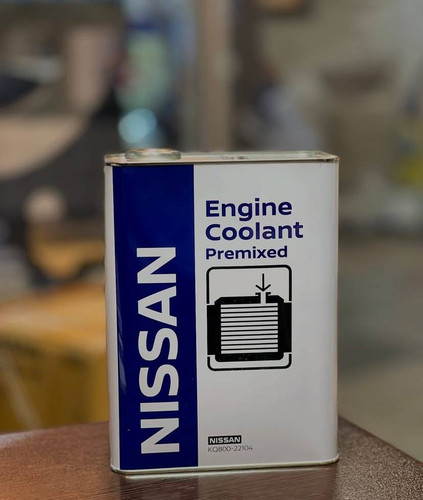 NISSAN
Engine
Coolant
Premixed
NISSAN
KQ800-22104